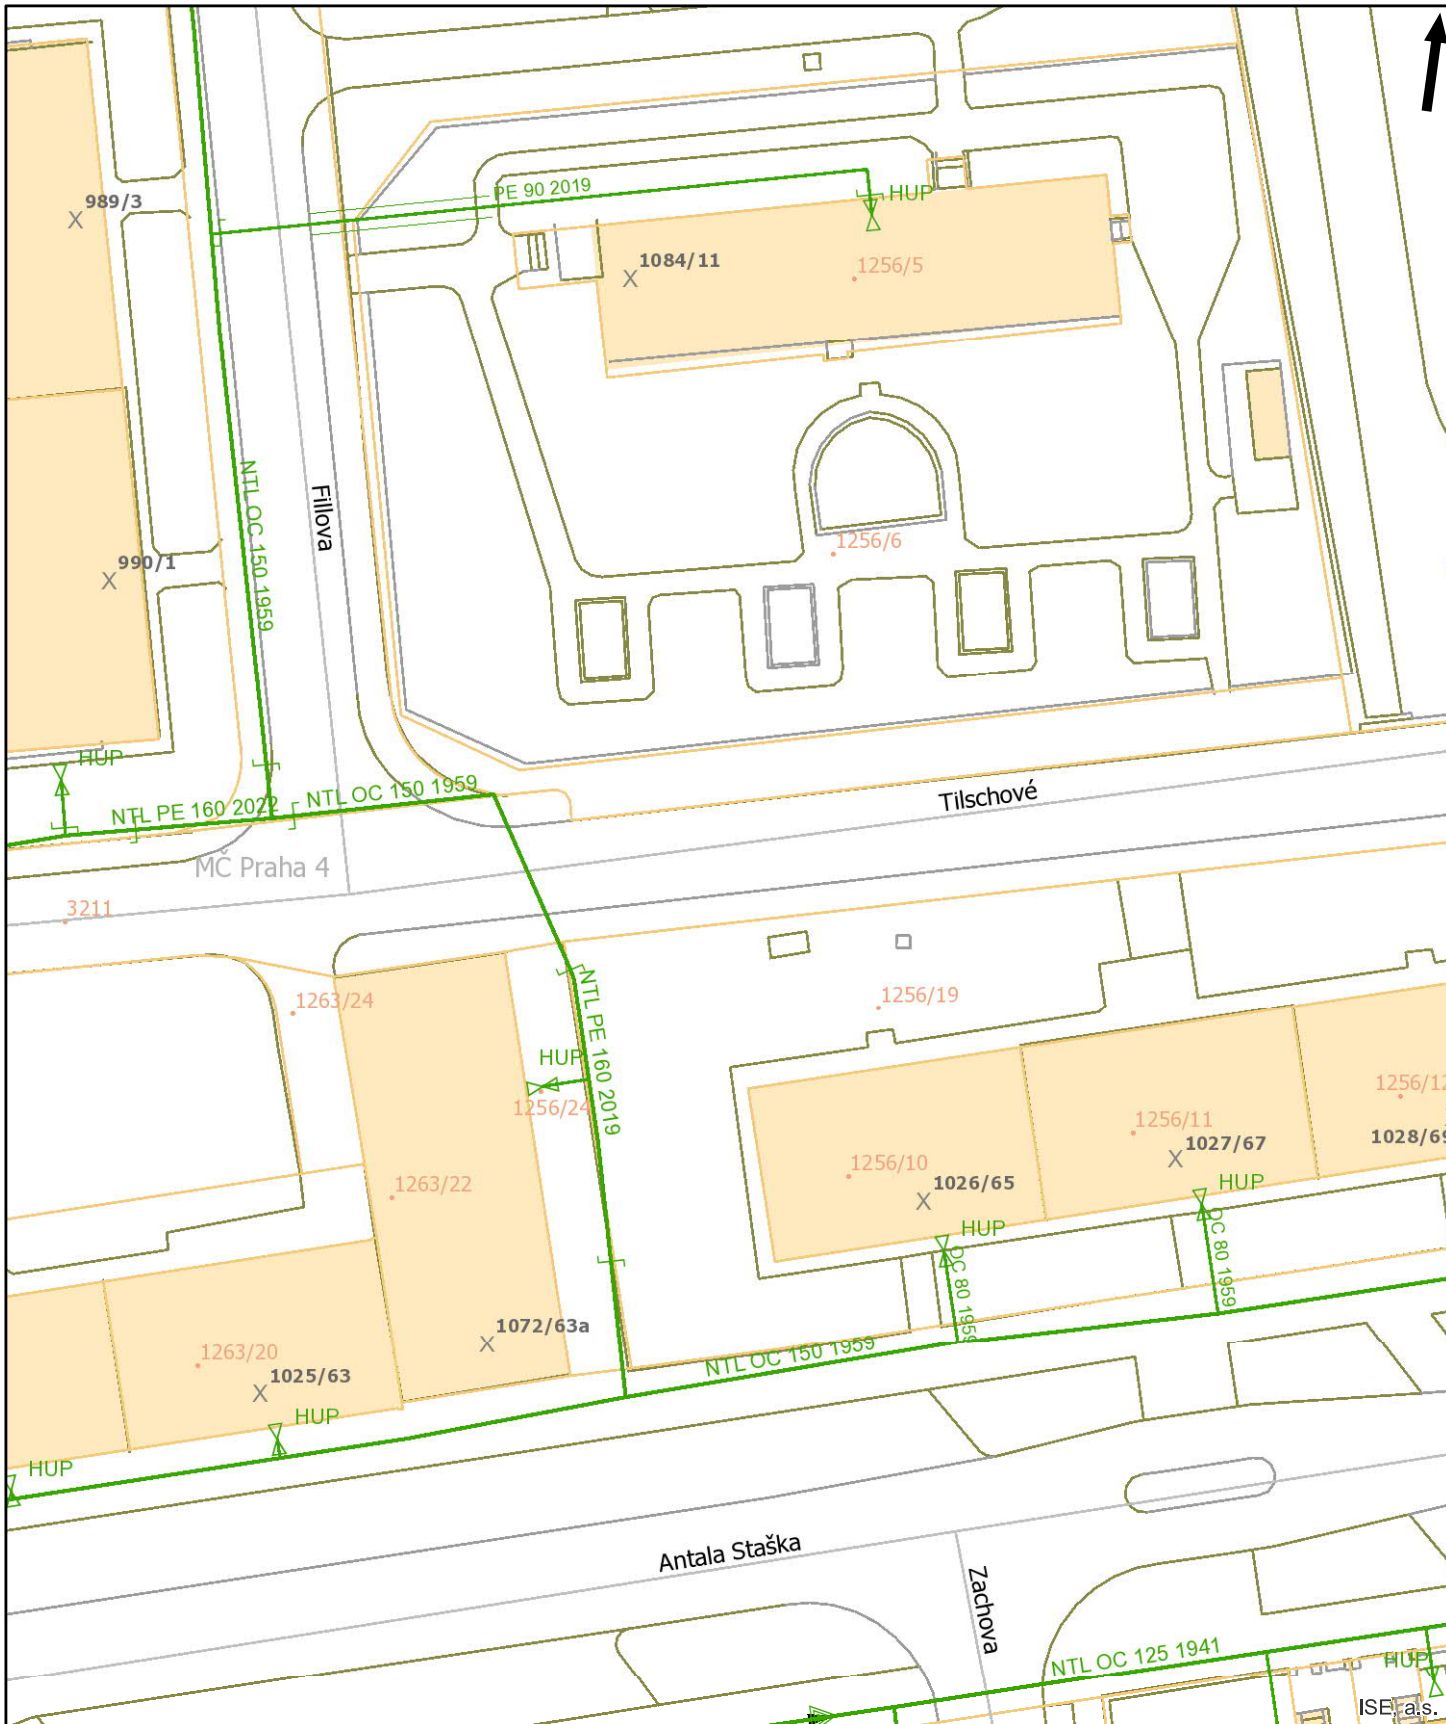 PE 90 2019
HUP
989/3
1084/11
1256/5
NTL OC 150 1959
Fillova
1256/6
990/1
HUP
NTL PE 160 2022
NTL OC 150 1959
Tilschové
MČ Praha 4
3211
1263/24
NTL PE 160 2019
1256/19
HUP
1256/24
1256/12
1256/11
1027/67
1028/69
1256/10
1026/65
1263/22
HUP
HUP
OC 80 1959
OC 80 1959
1072/63a
1263/20
1025/63
NTL OC 150 1959
HUP
HUP
Antala Staška
Zachova
NTL OC 125 1941
HUP
ISE, a.s.